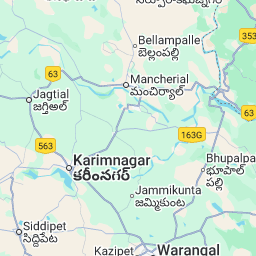 Bellampalle
బెల్లంపల్లి
353
63
Mancherial
మంచిర్యాల్
Jagtial
జగ్తిఅల్
63
163G
563
Karimnagar
కరీంనగర్
Bhupalpa
భూపాల్
పల్లి
Jammikunta
జమ్మికుంట
Siddipet
సిద్దిపేట
Kazipet
Warangal